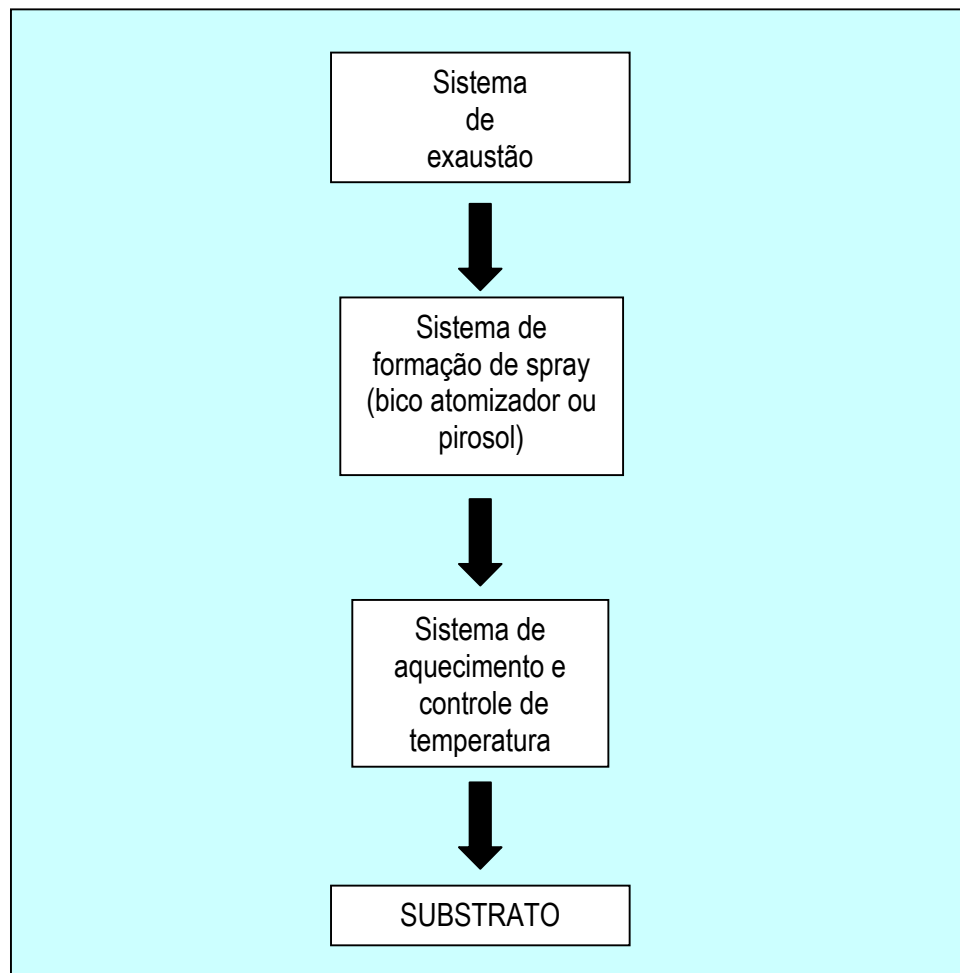 Sistema
de
exaustão
Sistema de
formação de spray
(bico atomizador ou
pirosol)
Sistema de
aquecimento e
controle de
temperatura
SUBSTRATO